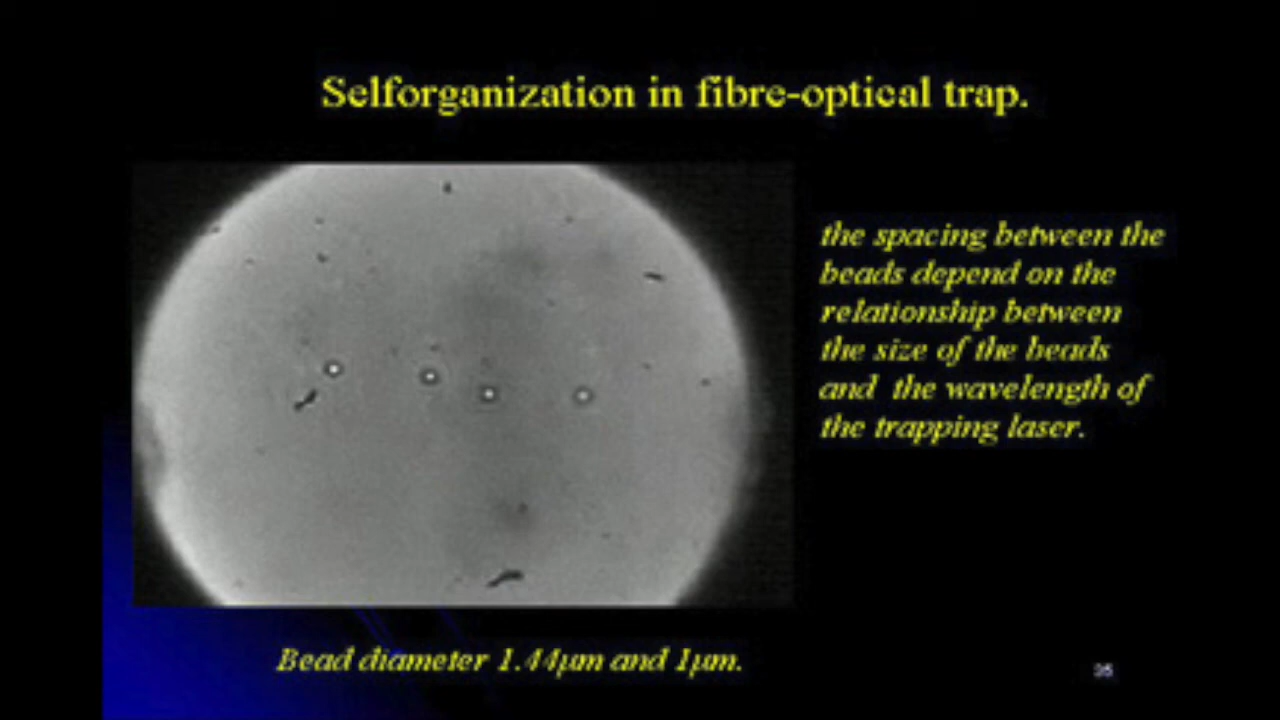 Selforganization in fibre-optical trap.
the spacing between the
beads depend on the
relationship between
the size of the beads
and the wavelength of
the trapping laser.
Bead diameter 1.44µm and 1µm.